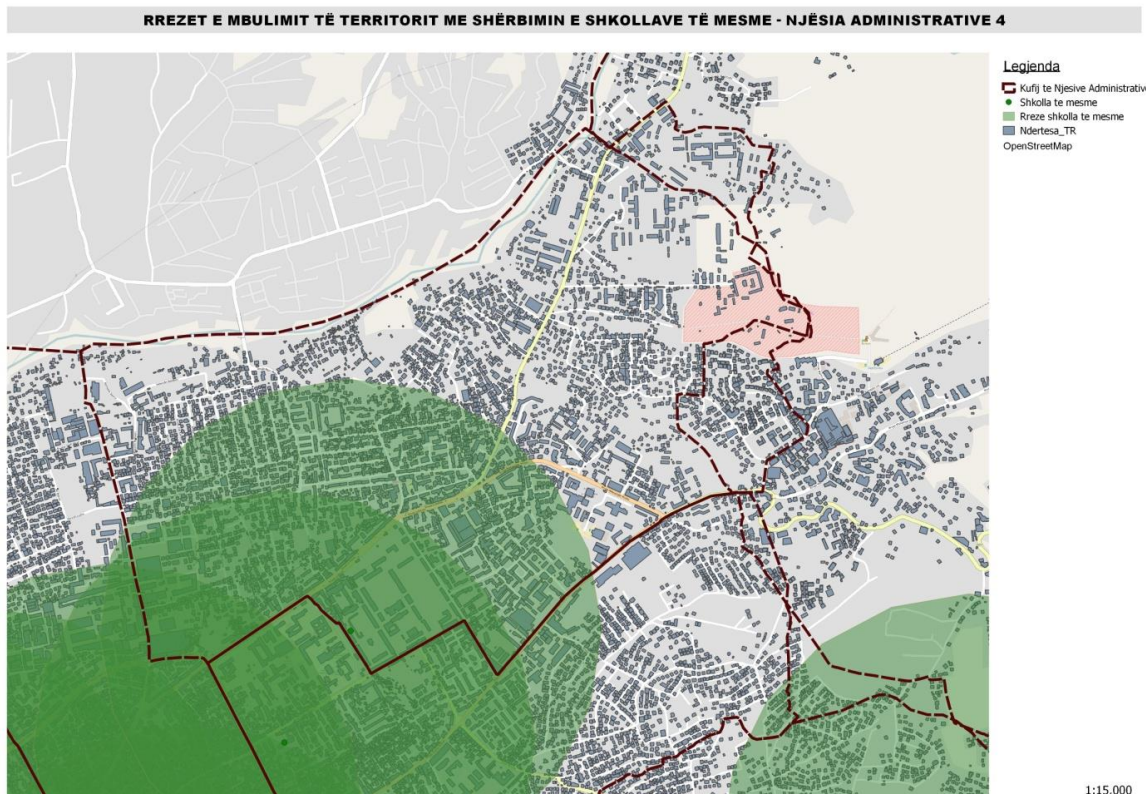 RREZET E MBULIMIT TË TERRITORIT ME SHËRBIMIN E SHKOLLAVE TË MESME - NJËSIA ADMINISTRATIVE 4
Legjenda
Kufij te Njesive Administrative
Shkolla te mesme
Rreze shkolla te mesme
Ndertesa_TR
OpenStreetMap
1:15,000